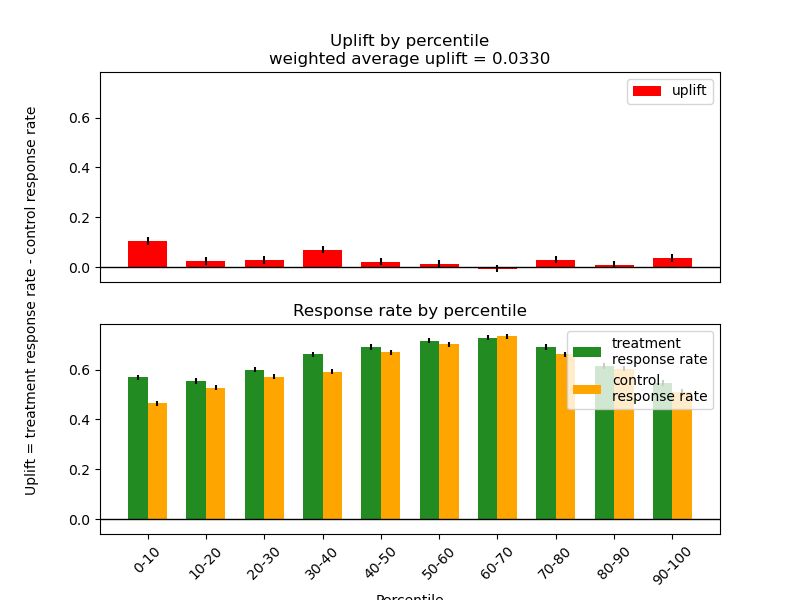 Uplift by percentile
weighted average uplift = 0.0330
uplift
0.6
0.4
0.2
0.0
Uplift = treatment response rate - control response rate
Response rate by percentile
treatment
response rate
control
response rate
0.6
0.4
0.2
0.0
0-10
10-20
20-30
30-40
40-50
50-60
60-70
70-80
80-90
90-100
Percentile